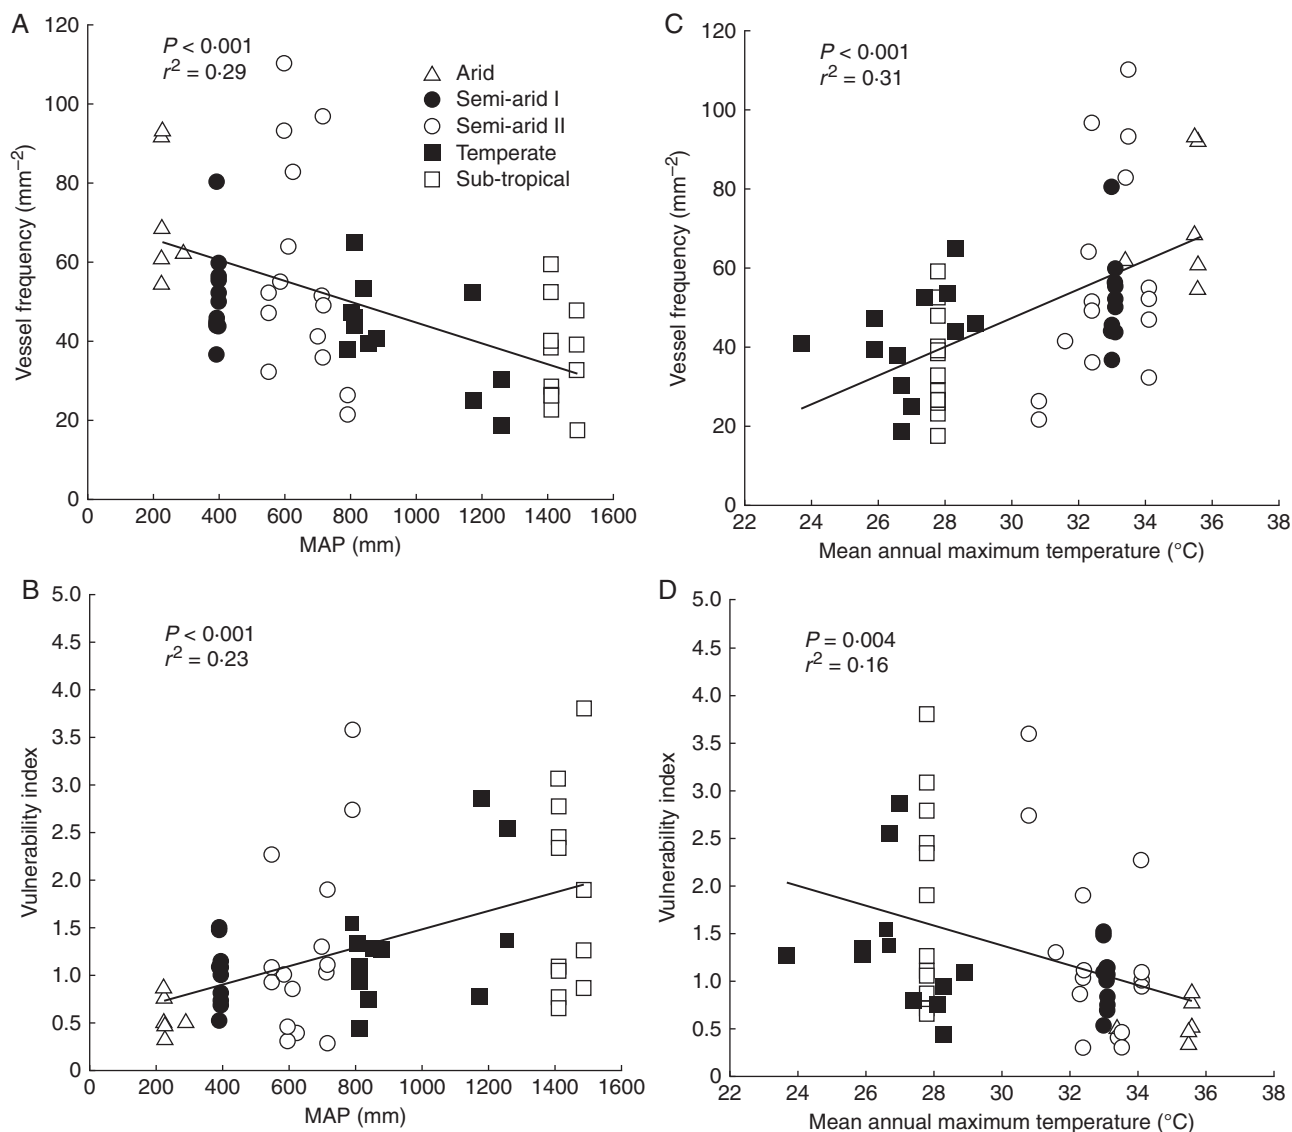 A
120
100
80
60
40
20
0
Vessel frequency (mm–2)
P < 0·001
r2 = 0·29
Arid
Semi-arid I
Semi-arid II
Temperate
Sub-tropical
0 200 400 600 800 1000 1200 1400 1600
MAP (mm)
C
120
100
80
60
40
20
0
Vessel frequency (mm–2)
P < 0·001
r2 = 0·31
22 24 26 28 30 32 34 36 38
Mean annual maximum temperature (°C)
B
5.0
4.5
4.0
3.5
3.0
2.5
2.0
1.5
1.0
0.5
0
Vulnerability index
P < 0·001
r2 = 0·23
0 200 400 600 800 1000 1200 1400 1600
MAP (mm)
D
5.0
4.5
4.0
3.5
3.0
2.5
2.0
1.5
1.0
0.5
0
Vulnerability index
P = 0·004
r2 = 0·16
22 24 26 28 30 32 34 36 38
Mean annual maximum temperature (°C)